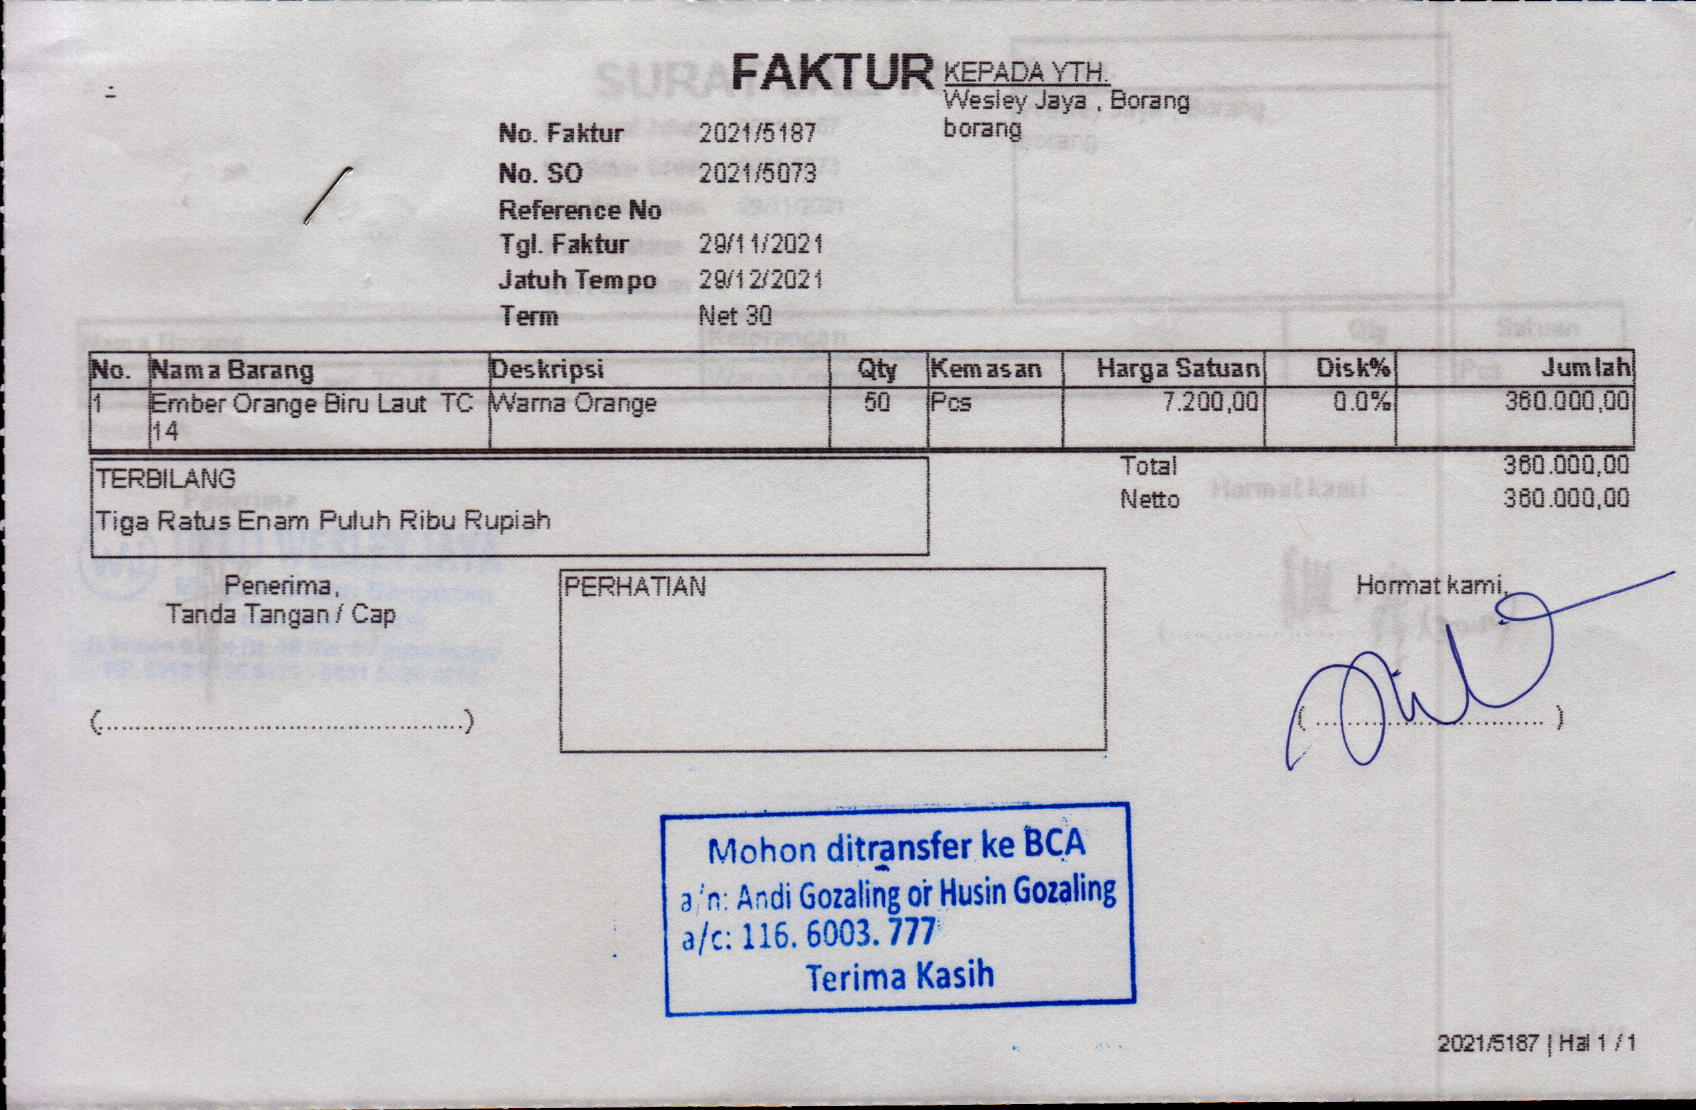 FAKTUR
KEPADA YTH.
Wesley Jaya , Borang
borang
No. Faktur 2021/5187
No. SO 2021/5073
Reference No
Tgl. Faktur 29/11/2021
Jatuh Tempo 29/12/2021
Term Net 30
No. Nama Barang Deskripsi Qty Kemasan Harga Satuan Disk% Jumlah
1 Ember Orange Biru Laut TC Warna Orange 50 Pcs 7.200,00 0.0% 360.000,00
14
TERBILANG
Tiga Ratus Enam Puluh Ribu Rupiah
Total 360.000,00
Netto 360.000,00
Penerima,
Tanda Tangan / Cap
(....................................................)
PERHATIAN
Hormat kami,
(.................................)
Mohon ditransfer ke BCA
a/n: Andi Gozaling or Husin Gozaling
a/c: 116. 6003. 777
Terima Kasih
2021/5187 | Hal 1 / 1